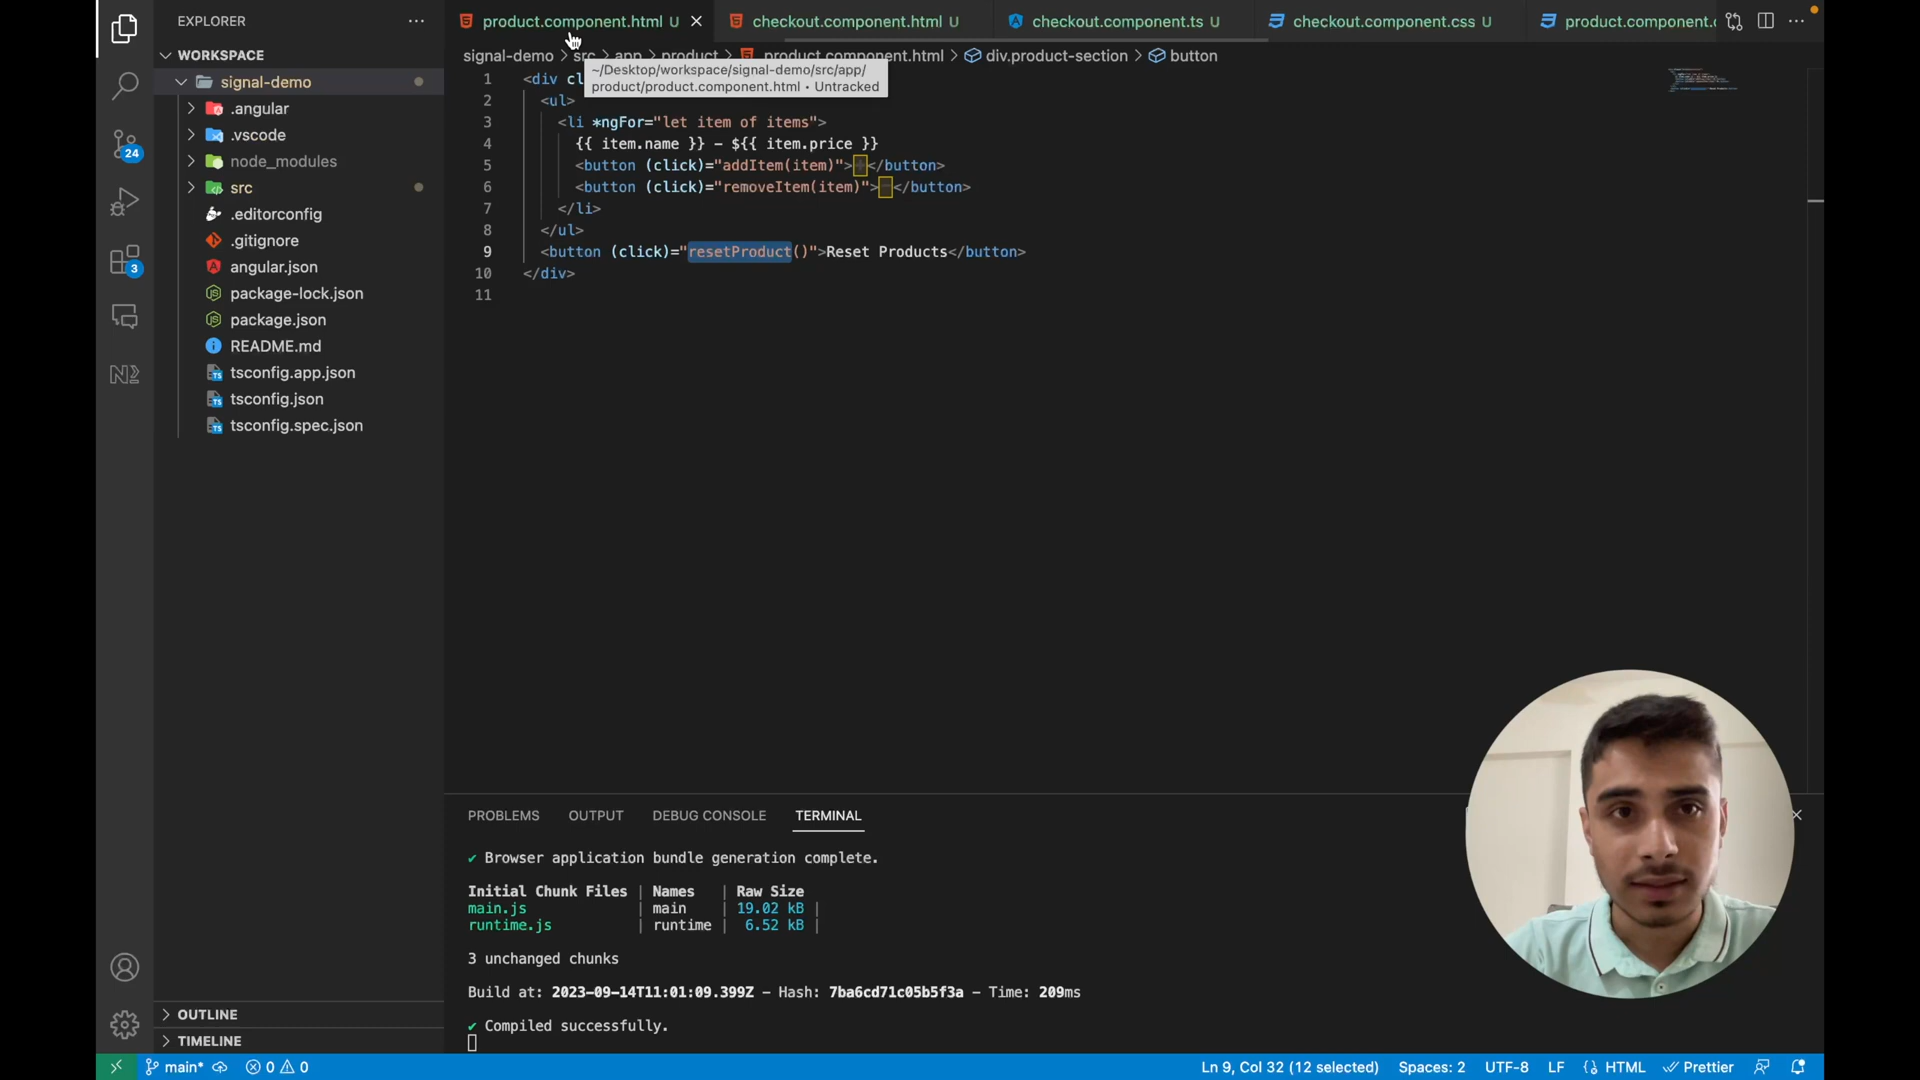 EXPLORER
WORKSPACE
signal-demo
.angular
.vscode
node_modules
src
.editorconfig
.gitignore
angular.json
package-lock.json
package.json
README.md
tsconfig.app.json
tsconfig.json
tsconfig.spec.json
OUTLINE
TIMELINE
24
3
product.component.html U
checkout.component.html U
checkout.component.ts U
checkout.component.css U
product.component.
signal-demo > src > app > product > product.component.html > div.product-section > button
~/Desktop/workspace/signal-demo/src/app/
product/product.component.html • Untracked
1 <div cl
2 <ul>
3 <li *ngFor="let item of items">
4 {{ item.name }} - ${{ item.price }}
5 <button (click)="addItem(item)">+</button>
6 <button (click)="removeItem(item)">−</button>
7 </li>
8 </ul>
9 <button (click)="resetProduct()">Reset Products</button>
10 </div>
11
PROBLEMS OUTPUT DEBUG CONSOLE TERMINAL
✔ Browser application bundle generation complete.
Initial Chunk Files | Names | Raw Size
main.js | main | 19.02 kB |
runtime.js | runtime | 6.52 kB |
3 unchanged chunks
Build at: 2023-09-14T11:01:09.399Z - Hash: 7ba6cd71c05b5f3a - Time: 209ms
✔ Compiled successfully.
main* 0 0 Ln 9, Col 32 (12 selected) Spaces: 2 UTF-8 LF {} HTML Prettier